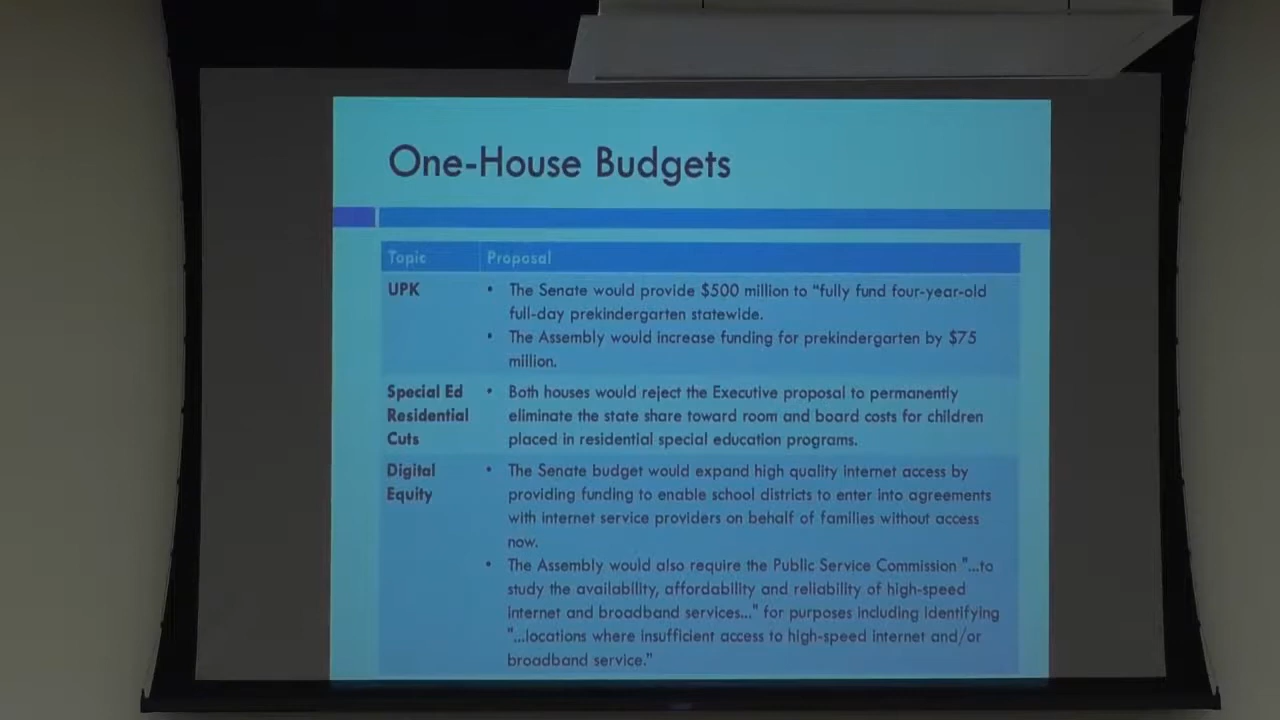 One-House Budgets
Topic Proposal
UPK • The Senate would provide $500 million to “fully fund four-year-old
full-day prekindergarten statewide.
• The Assembly would increase funding for prekindergarten by $75
million.
Special Ed • Both houses would reject the Executive proposal to permanently
Residential eliminate the state share toward room and board costs for children
Cuts placed in residential special education programs.
Digital • The Senate budget would expand high quality internet access by
Equity providing funding to enable school districts to enter into agreements
with internet service providers on behalf of families without access
now.
• The Assembly would also require the Public Service Commission "...to
study the availability, affordability and reliability of high-speed
internet and broadband services..." for purposes including identifying
"...locations where insufficient access to high-speed internet and/or
broadband service."